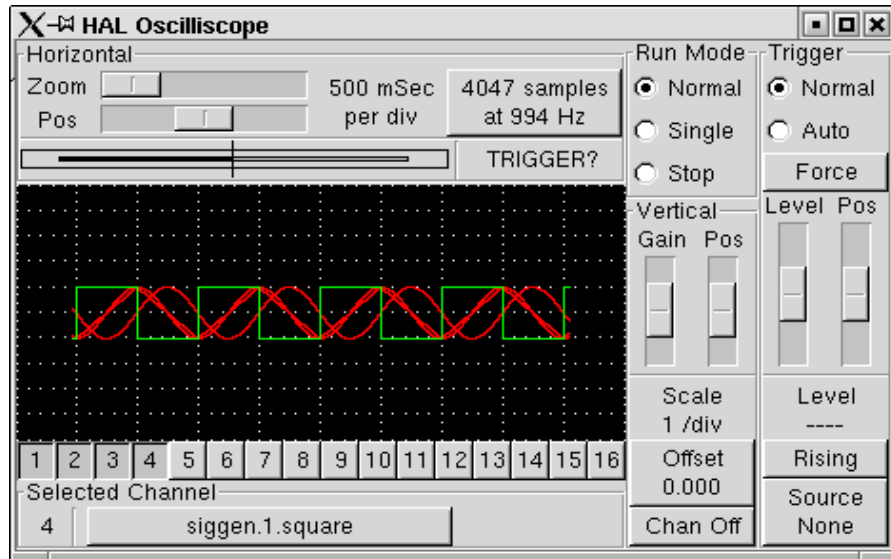 HAL Oscilliscope
Horizontal
Zoom
Pos
500 mSec
per div
4047 samples
at 994 Hz
TRIGGER?
Run Mode
Normal
Single
Stop
Trigger
Normal
Auto
Force
Vertical
Gain Pos
Level Pos
Scale
1 /div
Offset
0.000
Chan Off
Level
----
Rising
Source
None
1 2 3 4 5 6 7 8 9 10 11 12 13 14 15 16
Selected Channel
4 siggen.1.square